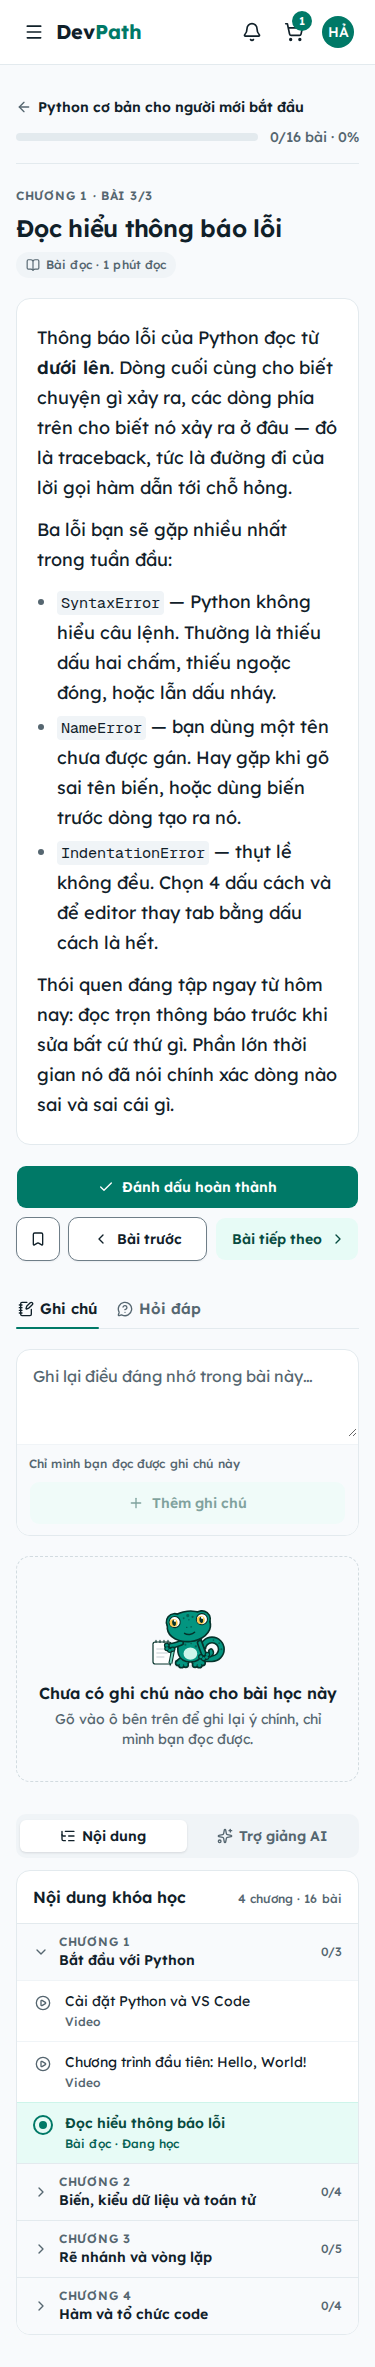 DevPath
1
HẢ
Python cơ bản cho người mới bắt đầu
0/16 bài · 0%
CHƯƠNG 1 · BÀI 3/3
Đọc hiểu thông báo lỗi
Bài đọc · 1 phút đọc
Thông báo lỗi của Python đọc từ
dưới lên. Dòng cuối cùng cho biết
chuyện gì xảy ra, các dòng phía
trên cho biết nó xảy ra ở đâu — đó
là traceback, tức là đường đi của
lời gọi hàm dẫn tới chỗ hỏng.
Ba lỗi bạn sẽ gặp nhiều nhất
trong tuần đầu:
SyntaxError — Python không
hiểu câu lệnh. Thường là thiếu
dấu hai chấm, thiếu ngoặc
đóng, hoặc lẫn dấu nháy.
NameError — bạn dùng một tên
chưa được gán. Hay gặp khi gõ
sai tên biến, hoặc dùng biến
trước dòng tạo ra nó.
IndentationError — thụt lề
không đều. Chọn 4 dấu cách và
để editor thay tab bằng dấu
cách là hết.
Thói quen đáng tập ngay từ hôm
nay: đọc trọn thông báo trước khi
sửa bất cứ thứ gì. Phần lớn thời
gian nó đã nói chính xác dòng nào
sai và sai cái gì.
Đánh dấu hoàn thành
Bài trước
Bài tiếp theo
Ghi chú
Hỏi đáp
Ghi lại điều đáng nhớ trong bài này...
Chỉ mình bạn đọc được ghi chú này
Thêm ghi chú
Chưa có ghi chú nào cho bài học này
Gõ vào ô bên trên để ghi lại ý chính, chỉ
mình bạn đọc được.
Nội dung
Trợ giảng AI
Nội dung khóa học
4 chương · 16 bài
CHƯƠNG 1
Bắt đầu với Python
0/3
Cài đặt Python và VS Code
Video
Chương trình đầu tiên: Hello, World!
Video
Đọc hiểu thông báo lỗi
Bài đọc · Đang học
CHƯƠNG 2
Biến, kiểu dữ liệu và toán tử
0/4
CHƯƠNG 3
Rẽ nhánh và vòng lặp
0/5
CHƯƠNG 4
Hàm và tổ chức code
0/4